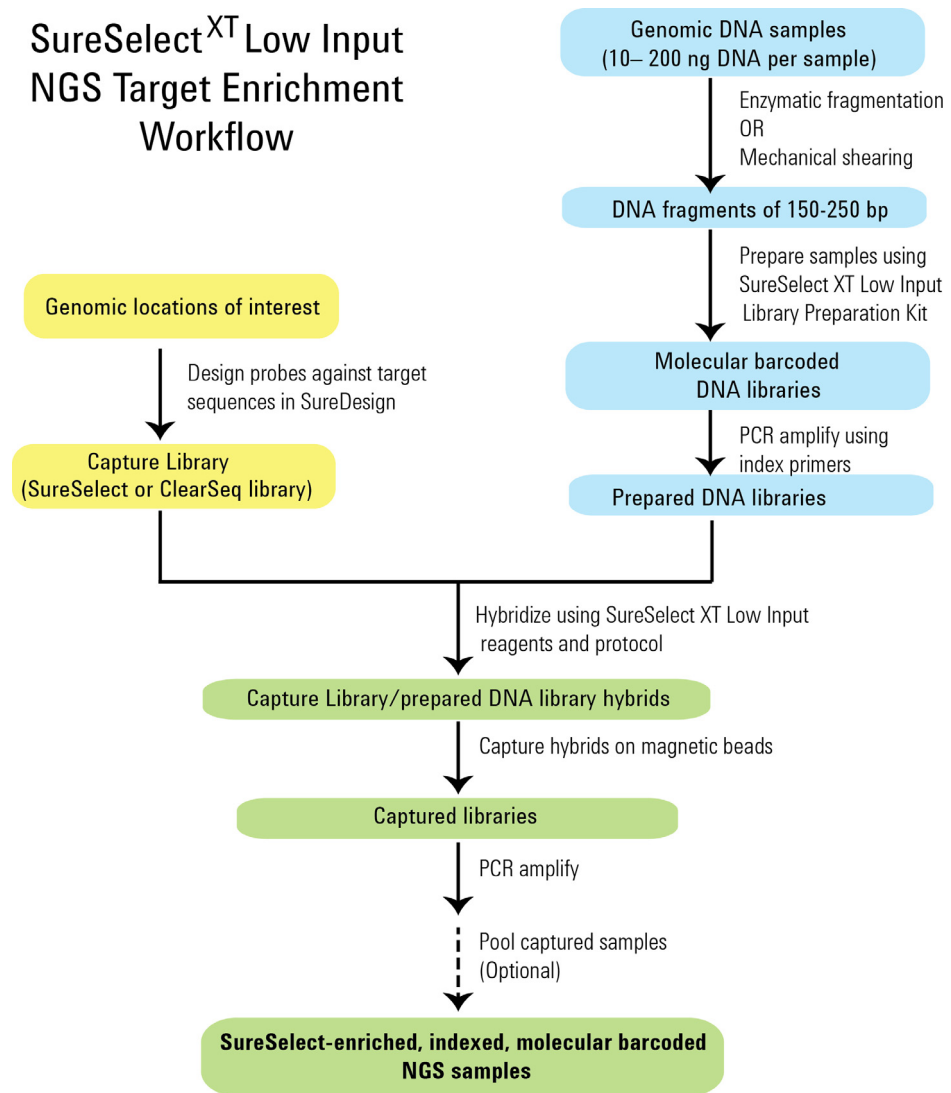 SureSelect^XT Low Input
NGS Target Enrichment
Workflow
Genomic DNA samples
(10– 200 ng DNA per sample)
Enzymatic fragmentation
OR
Mechanical shearing
DNA fragments of 150-250 bp
Prepare samples using
SureSelect XT Low Input
Library Preparation Kit
Molecular barcoded
DNA libraries
PCR amplify using
index primers
Prepared DNA libraries
Genomic locations of interest
Design probes against target
sequences in SureDesign
Capture Library
(SureSelect or ClearSeq library)
Hybridize using SureSelect XT Low Input
reagents and protocol
Capture Library/prepared DNA library hybrids
Capture hybrids on magnetic beads
Captured libraries
PCR amplify
Pool captured samples
(Optional)
SureSelect-enriched, indexed, molecular barcoded
NGS samples